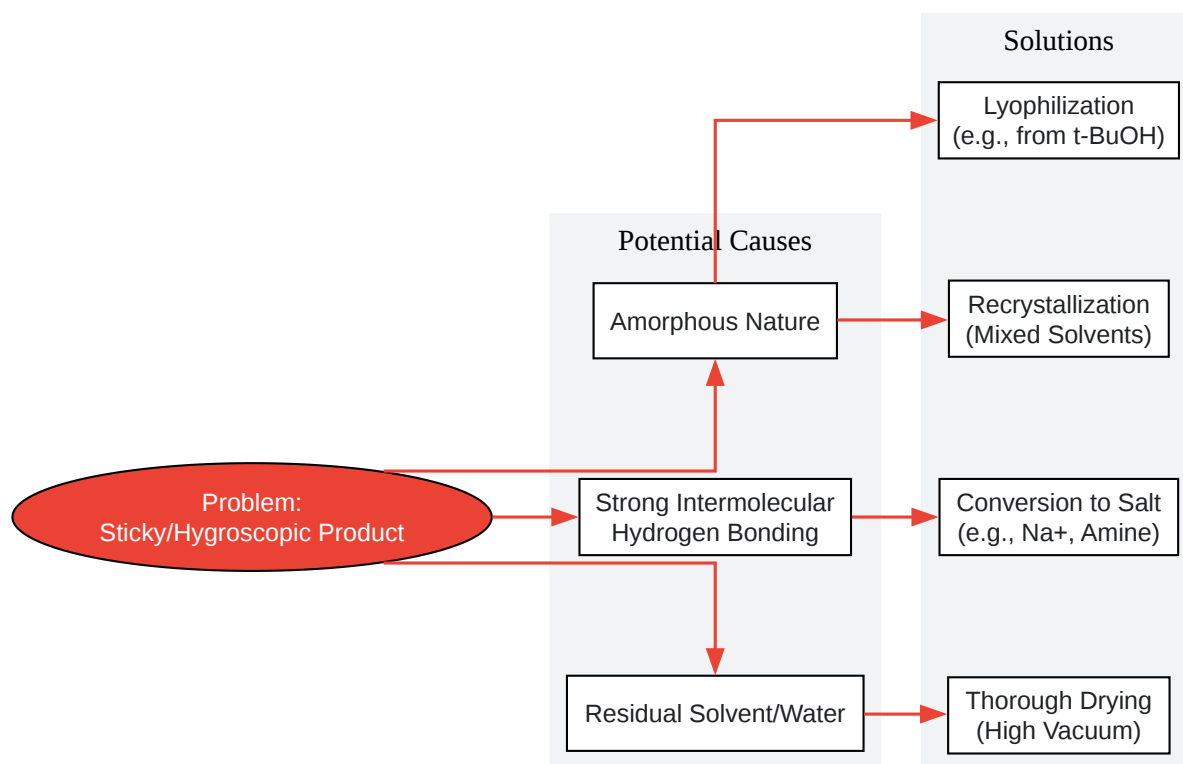 Solutions
Lyophilization
(e.g., from t-BuOH)
Potential Causes
Amorphous Nature
Recrystallization
(Mixed Solvents)
Problem:
Sticky/Hygroscopic Product
Strong Intermolecular
Hydrogen Bonding
Conversion to Salt
(e.g., Na+, Amine)
Residual Solvent/Water
Thorough Drying
(High Vacuum)